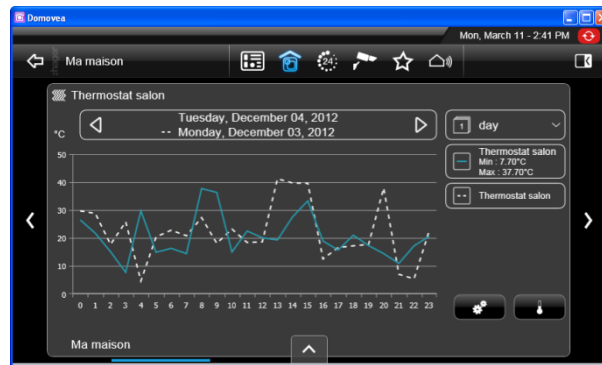 Domovea
Mon, March 11 - 2:41 PM
Ma maison
24
Thermostat salon
Tuesday, December 04, 2012
-- Monday, December 03, 2012
1
day
°C
Thermostat salon
Min : 7.70°C
Max : 37.70°C
Thermostat salon
50
40
30
20
10
0
0 1 2 3 4 5 6 7 8 9 10 11 12 13 14 15 16 17 18 19 20 21 22 23
Ma maison